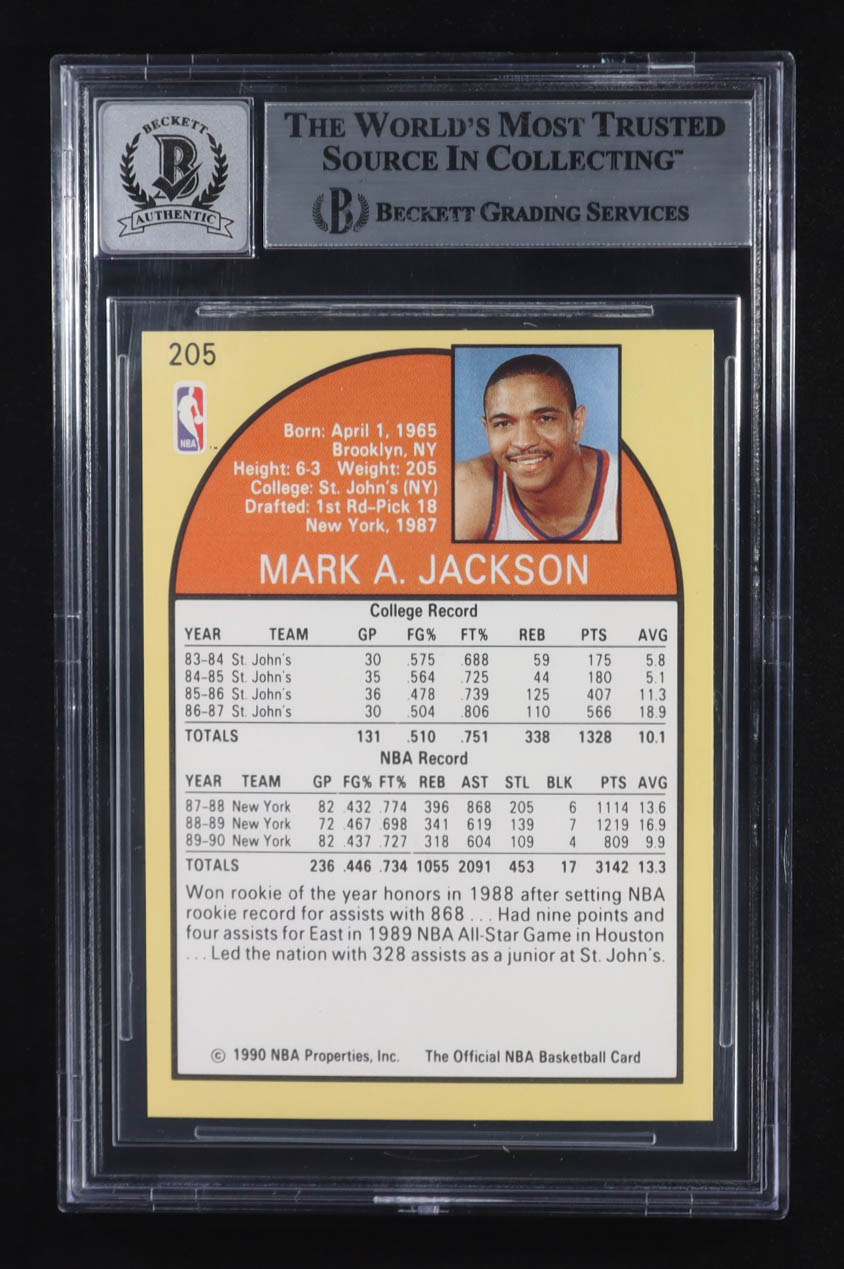 BECKETT
B
AUTHENTIC
THE WORLD'S MOST TRUSTED
SOURCE IN COLLECTING™
B BECKETT GRADING SERVICES
205
NBA
Born: April 1, 1965
Brooklyn, NY
Height: 6-3 Weight: 205
College: St. John's (NY)
Drafted: 1st Rd–Pick 18
New York, 1987
MARK A. JACKSON
College Record
YEAR TEAM GP FG% FT% REB PTS AVG
83–84 St. John's 30 .575 .688 59 175 5.8
84–85 St. John's 35 .564 .725 44 180 5.1
85–86 St. John's 36 .478 .739 125 407 11.3
86–87 St. John's 30 .504 .806 110 566 18.9
TOTALS 131 .510 .751 338 1328 10.1
NBA Record
YEAR TEAM GP FG% FT% REB AST STL BLK PTS AVG
87–88 New York 82 .432 .774 396 868 205 6 1114 13.6
88–89 New York 72 .467 .698 341 619 139 7 1219 16.9
89–90 New York 82 .437 .727 318 604 109 4 809 9.9
TOTALS 236 .446 .734 1055 2091 453 17 3142 13.3
Won rookie of the year honors in 1988 after setting NBA
rookie record for assists with 868 . . . Had nine points and
four assists for East in 1989 NBA All-Star Game in Houston
. . . Led the nation with 328 assists as a junior at St. John's.
© 1990 NBA Properties, Inc. The Official NBA Basketball Card